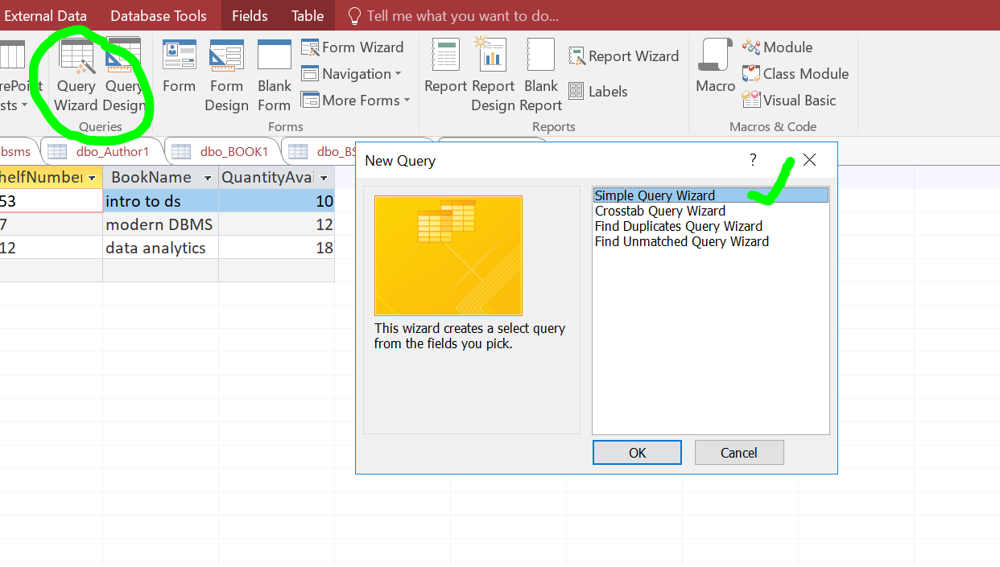 External Data Database Tools Fields Table Tell me what you want to do...
Query Wizard
Query Design
Queries
Form
Form Design
Blank Form
Form Wizard
Navigation
More Forms
Forms
Report
Report Design
Blank Report
Report Wizard
Labels
Reports
Macro
Module
Class Module
Visual Basic
Macros & Code
bsms dbo_Author1 dbo_BOOK1 dbo_BS
helfNumber BookName QuantityAvai
53 intro to ds 10
7 modern DBMS 12
12 data analytics 18
New Query ?
This wizard creates a select query
from the fields you pick.
Simple Query Wizard
Crosstab Query Wizard
Find Duplicates Query Wizard
Find Unmatched Query Wizard
OK Cancel